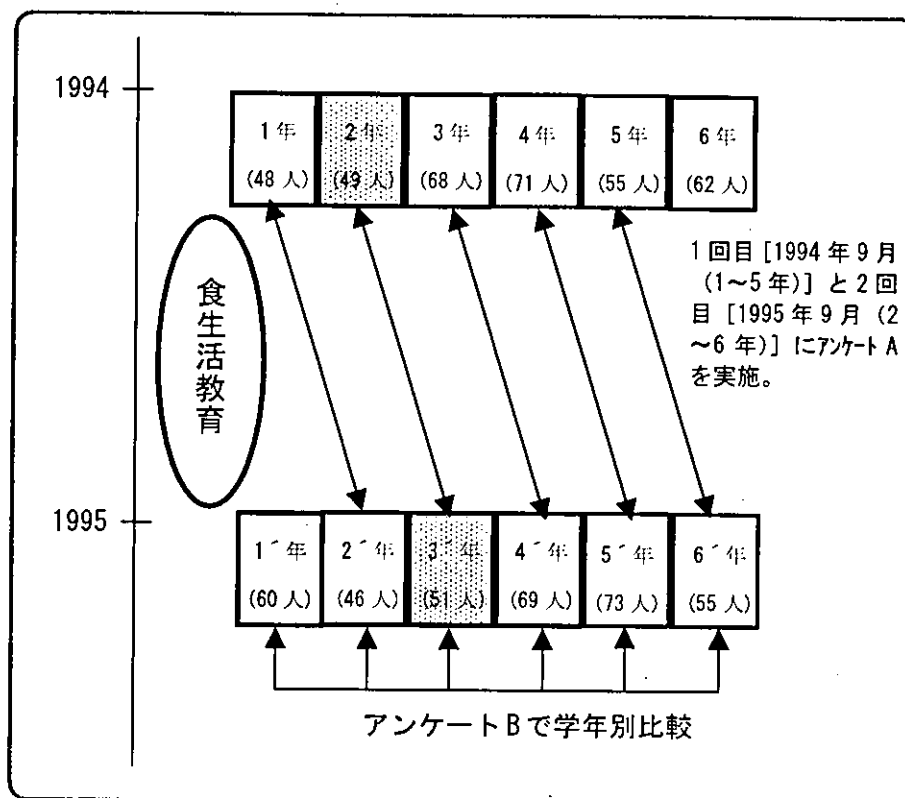 1994
1年 2年 3年 4年 5年 6年
(48人) (49人) (68人) (71人) (55人) (62人)
食生活教育
1回目[1994年9月
(1～5年)]と2回
目[1995年9月(2
～6年)]にアンケートA
を実施。
1995
1´年 2´年 3´年 4´年 5´年 6´年
(60人) (46人) (51人) (69人) (73人) (55人)
アンケートBで学年別比較